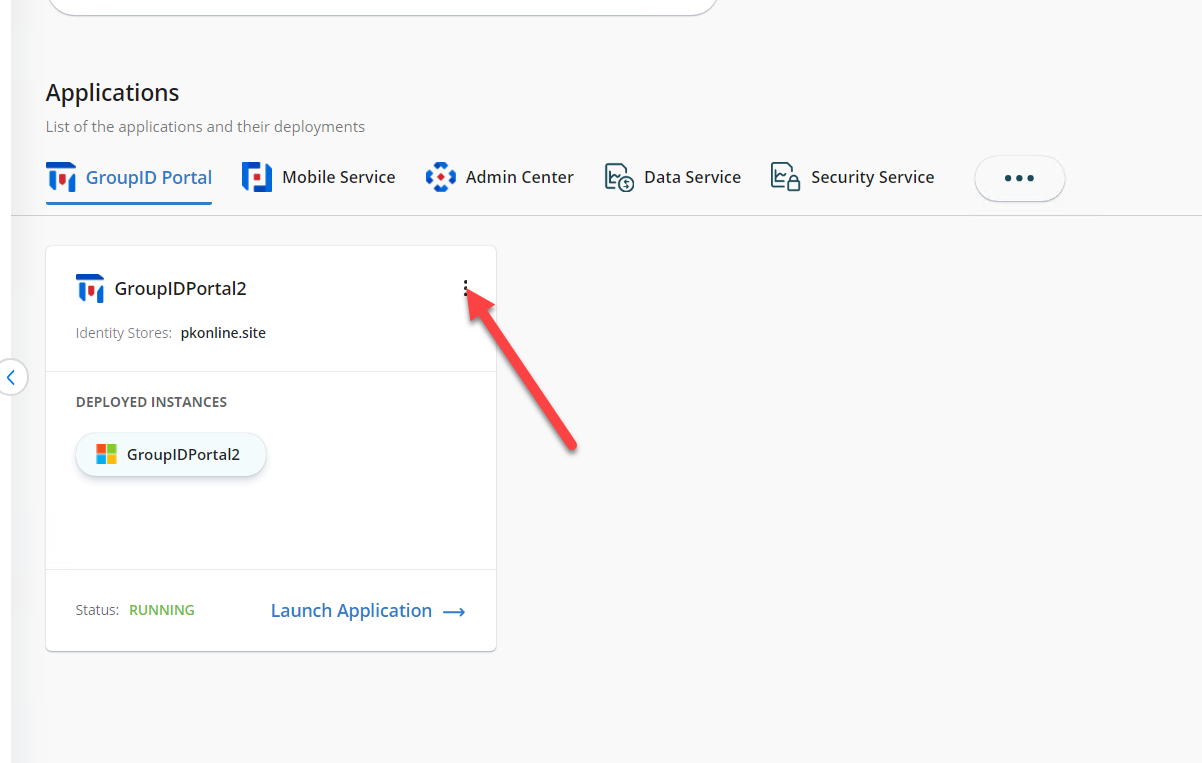 Applications
List of the applications and their deployments
GroupID Portal Mobile Service Admin Center Data Service Security Service
GroupIDPortal2
Identity Stores: pkonline.site
DEPLOYED INSTANCES
GroupIDPortal2
Status: RUNNING Launch Application